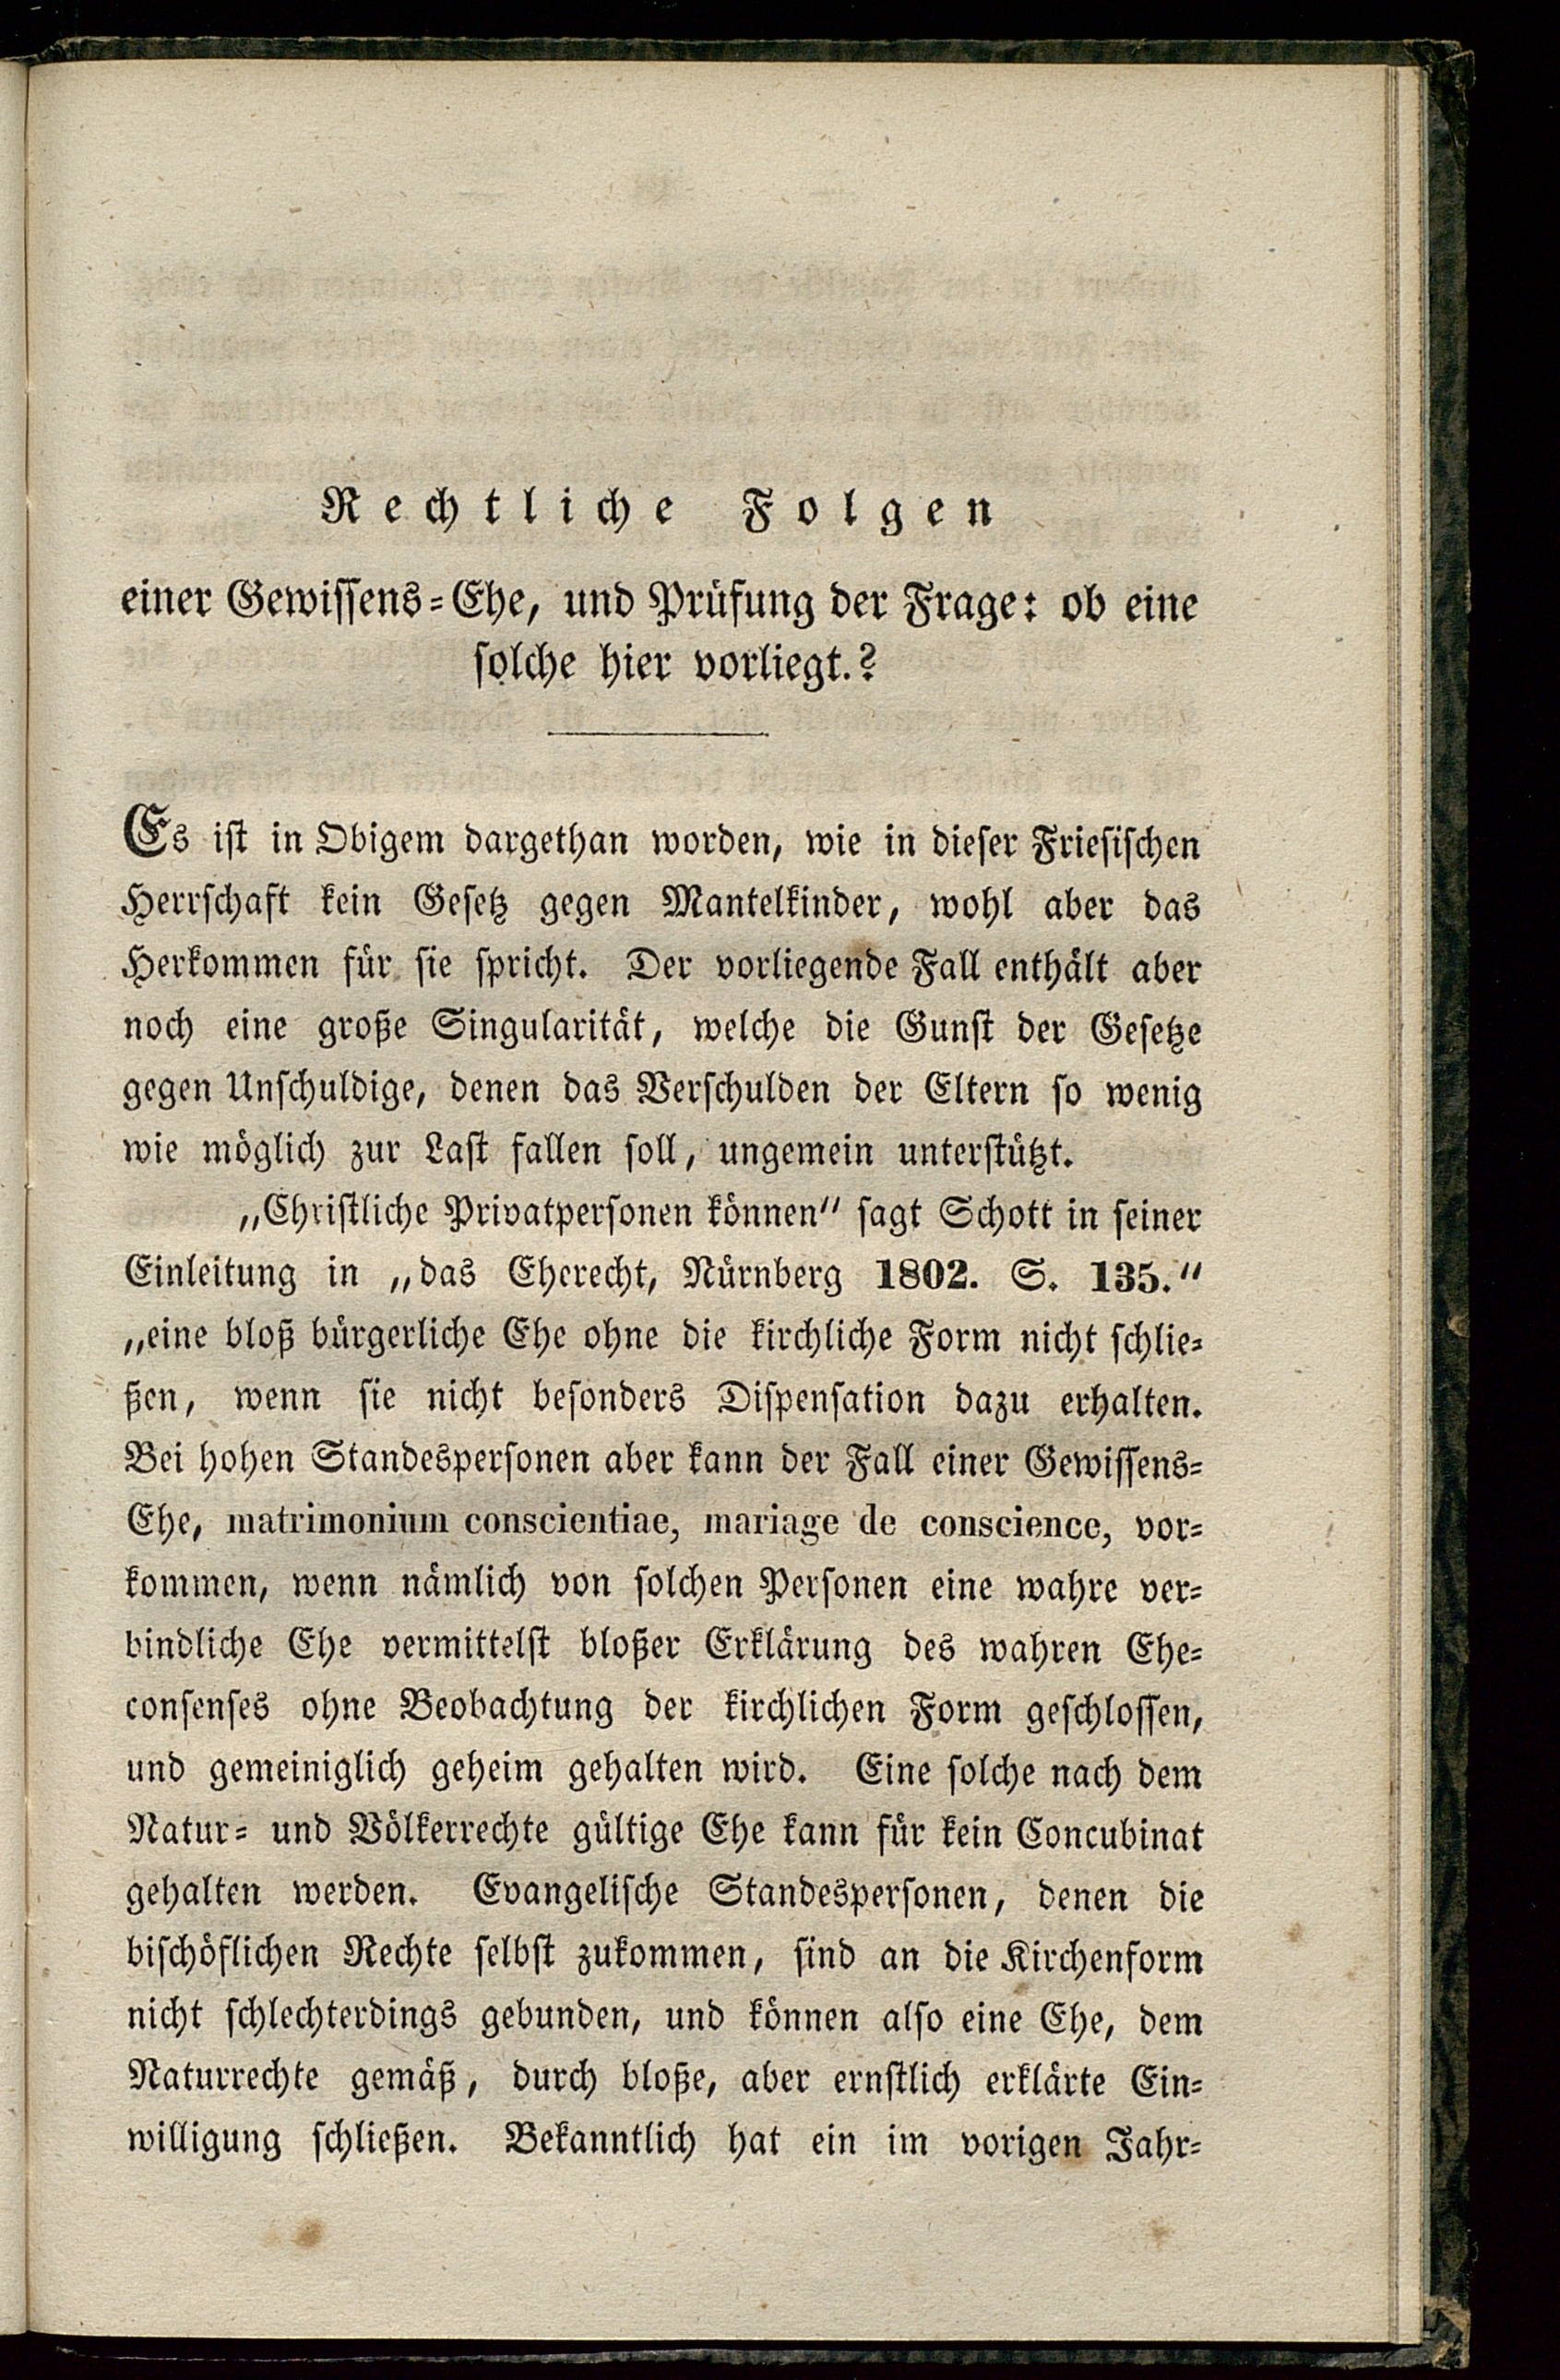 Rechtliche Folgen
einer Gewissens-Ehe, und Prüfung der Frage: ob eine
solche hier vorliegt.?
Es ist in Obigem dargethan worden, wie in dieser Friesischen
Herrschaft kein Gesetz gegen Mantelkinder, wohl aber das
Herkommen für sie spricht. Der vorliegende Fall enthält aber
noch eine große Singularität, welche die Gunst der Gesetze
gegen Unschuldige, denen das Verschulden der Eltern so wenig
wie möglich zur Last fallen soll, ungemein unterstützt.
„Christliche Privatpersonen können" sagt Schott in seiner
Einleitung in „das Eherecht, Nürnberg 1802. S. 135."
„eine bloß bürgerliche Ehe ohne die kirchliche Form nicht schlie-
ßen, wenn sie nicht besonders Dispensation dazu erhalten.
Bei hohen Standespersonen aber kann der Fall einer Gewissens-
Ehe, matrimonium conscientiae, mariage de conscience, vor-
kommen, wenn nämlich von solchen Personen eine wahre ver-
bindliche Ehe vermittelst bloßer Erklärung des wahren Ehe-
consenses ohne Beobachtung der kirchlichen Form geschlossen,
und gemeiniglich geheim gehalten wird. Eine solche nach dem
Natur- und Völkerrechte gültige Ehe kann für kein Concubinat
gehalten werden. Evangelische Standespersonen, denen die
bischöflichen Rechte selbst zukommen, sind an die Kirchenform
nicht schlechterdings gebunden, und können also eine Ehe, dem
Naturrechte gemäß, durch bloße, aber ernstlich erklärte Ein-
willigung schließen. Bekanntlich hat ein im vorigen Jahr-